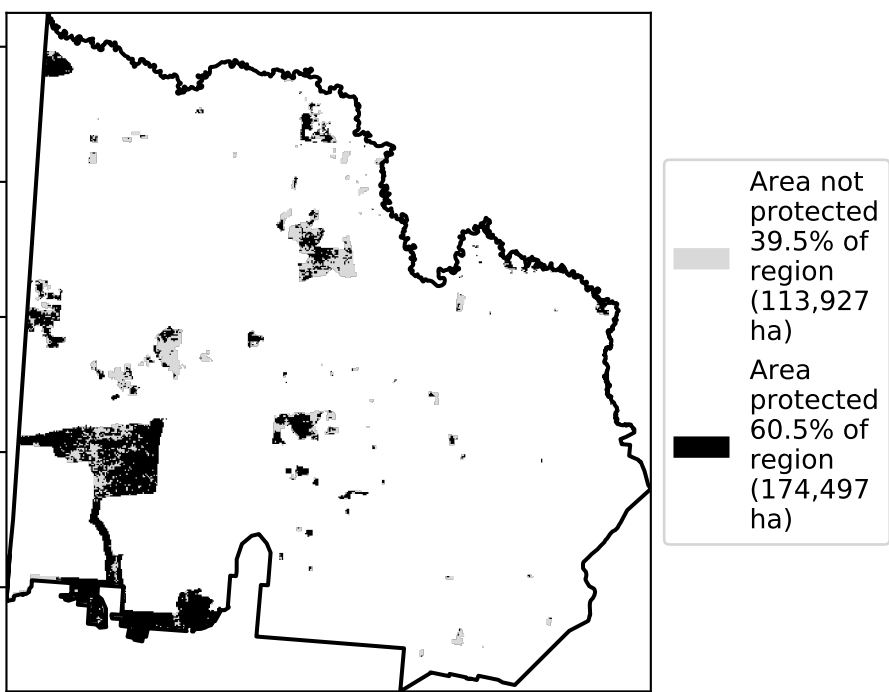 Area not
protected
39.5% of
region
(113,927
ha)
Area
protected
60.5% of
region
(174,497
ha)